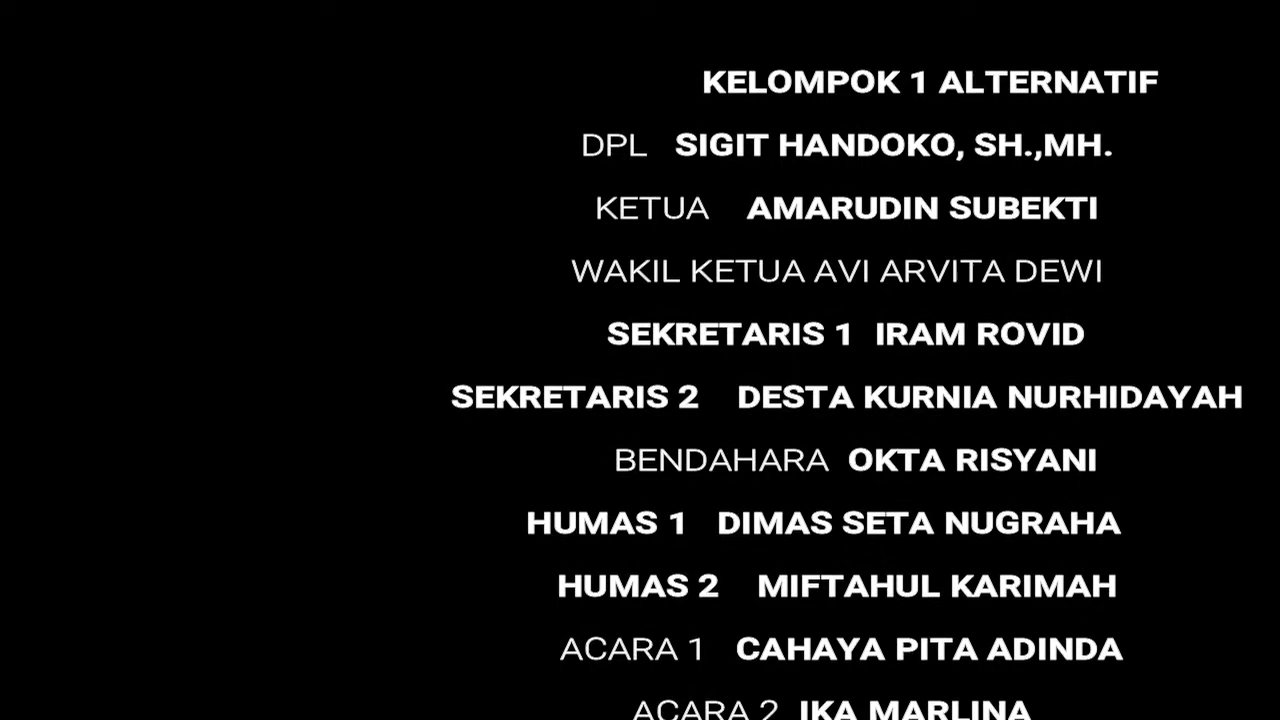 KELOMPOK 1 ALTERNATIF
DPL SIGIT HANDOKO, SH.,MH.
KETUA AMARUDIN SUBEKTI
WAKIL KETUA AVI ARVITA DEWI
SEKRETARIS 1 IRAM ROVID
SEKRETARIS 2 DESTA KURNIA NURHIDAYAH
BENDAHARA OKTA RISYANI
HUMAS 1 DIMAS SETA NUGRAHA
HUMAS 2 MIFTAHUL KARIMAH
ACARA 1 CAHAYA PITA ADINDA
ACARA 2 IKA MARLINA